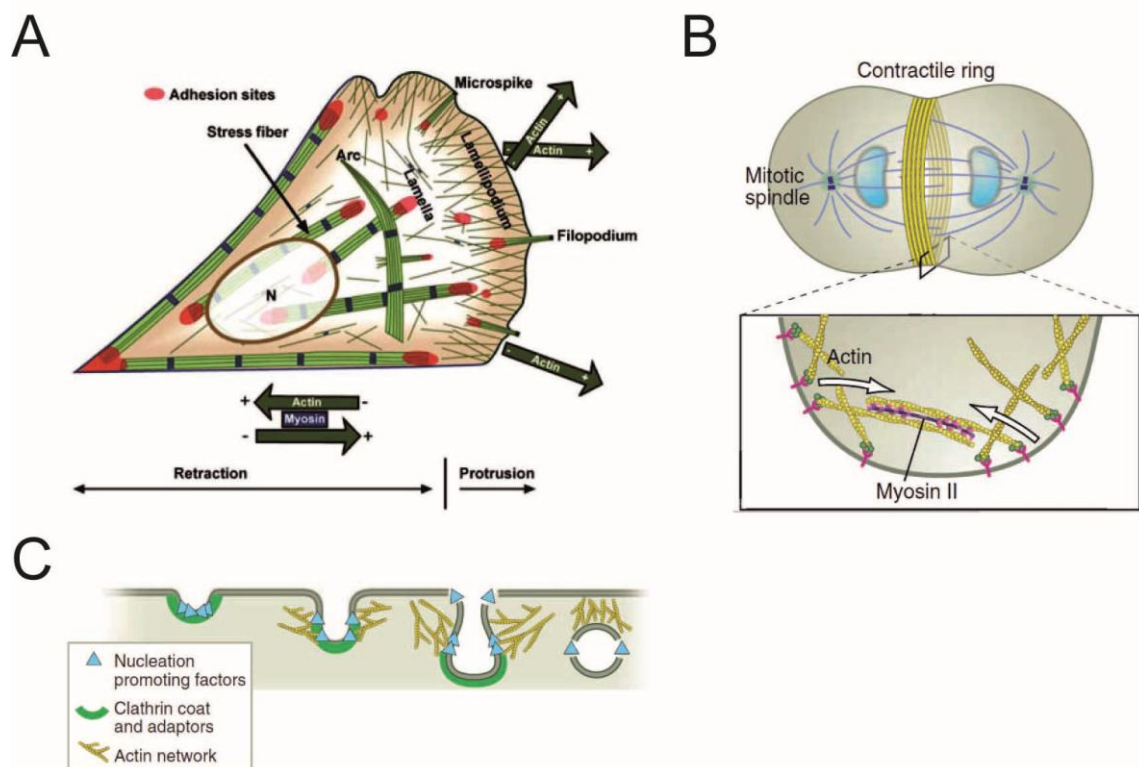 A
Adhesion sites
Stress fiber
Arc
Lamella
Lamellipodium
Microspike
Actin +
Actin +
Filopodium
N
- Actin +
+ Actin -
Myosin
- +
Retraction
Protrusion
B
Contractile ring
Mitotic
spindle
Actin
Myosin II
C
Nucleation
promoting factors
Clathrin coat
and adaptors
Actin network